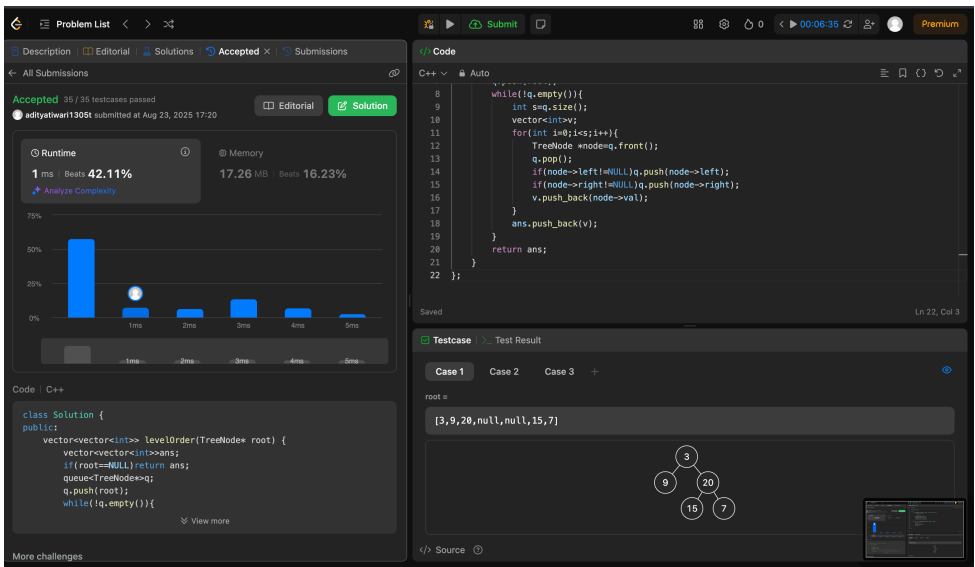 Problem List
Submit
0
00:06:35
Premium
Description | Editorial | Solutions | Accepted × | Submissions
All Submissions
Accepted 35 / 35 testcases passed
adityatiwari1305t submitted at Aug 23, 2025 17:20
Editorial
Solution
Runtime
1 ms | Beats 42.11%
Analyze Complexity
Memory
17.26 MB | Beats 16.23%
75%
50%
25%
0%
1ms 2ms 3ms 4ms 5ms
1ms 2ms 3ms 4ms 5ms
Code | C++
class Solution {
public:
vector<vector<int>> levelOrder(TreeNode* root) {
vector<vector<int>>ans;
if(root==NULL)return ans;
queue<TreeNode*>q;
q.push(root);
while(!q.empty()){
View more
More challenges
</> Code
C++ Auto
8 while(!q.empty()){
9 int s=q.size();
10 vector<int>v;
11 for(int i=0;i<s;i++){
12 TreeNode *node=q.front();
13 q.pop();
14 if(node->left!=NULL)q.push(node->left);
15 if(node->right!=NULL)q.push(node->right);
16 v.push_back(node->val);
17 }
18 ans.push_back(v);
19 }
20 return ans;
21 }
22 };
Saved
Ln 22, Col 3
Testcase | >_ Test Result
Case 1 Case 2 Case 3 +
root =
[3,9,20,null,null,15,7]
3
9 20
15 7
</> Source